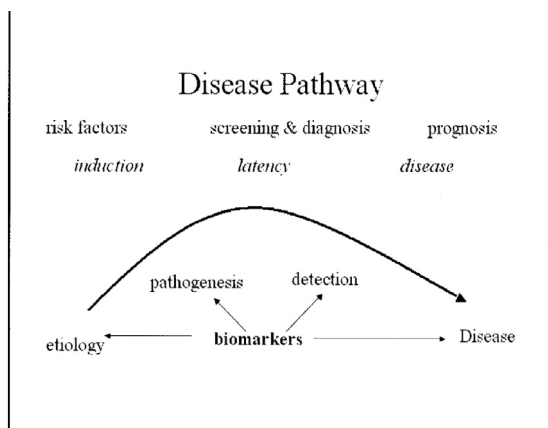 Disease Pathway
risk factors screening & diagnosis prognosis
induction latency disease
pathogenesis detection
etiology biomarkers Disease